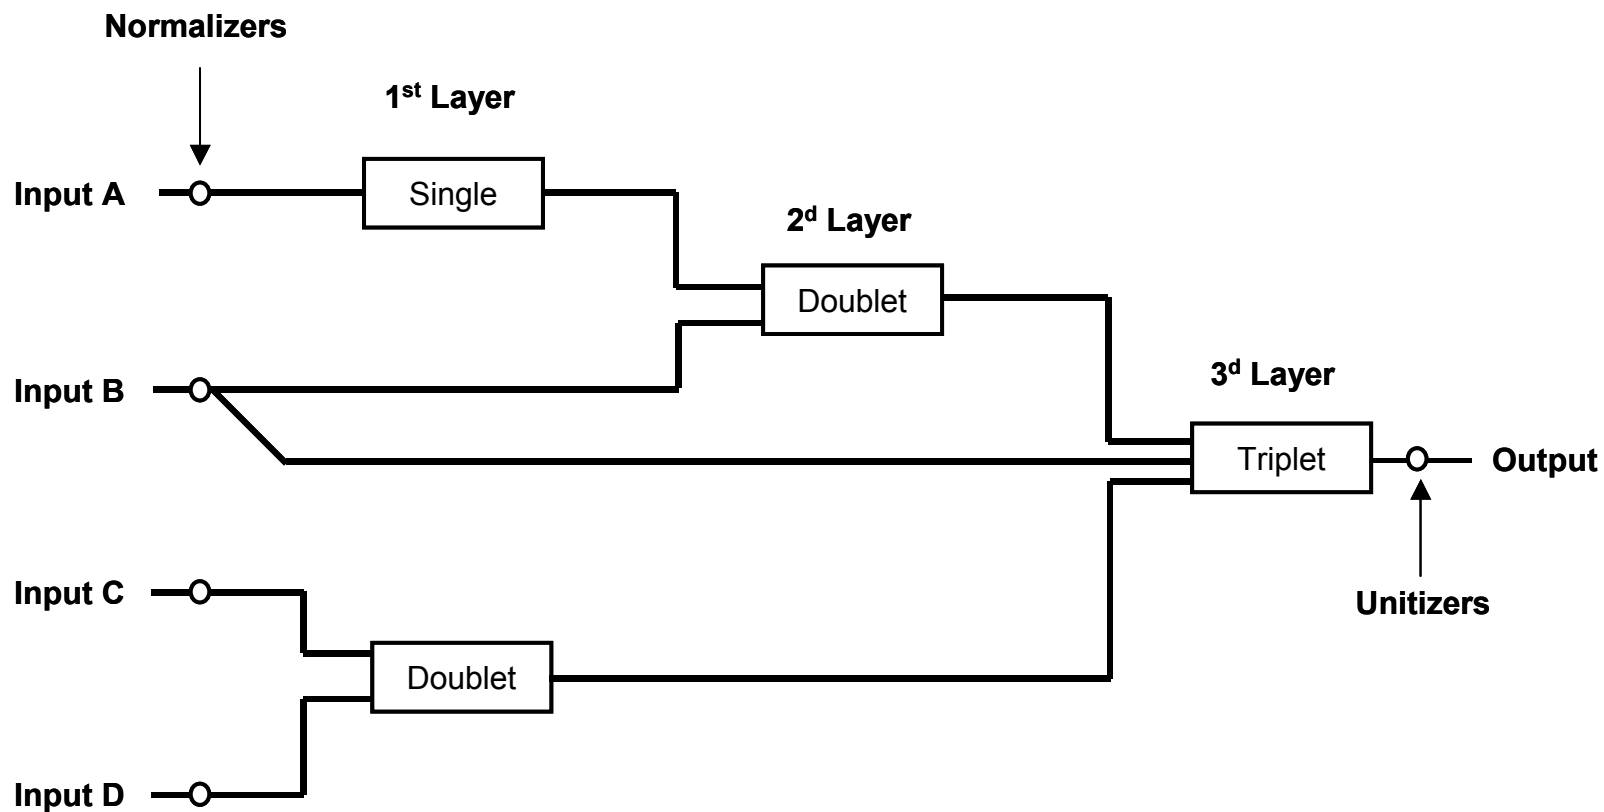 Normalizers
1st Layer
Input A
Single
2d Layer
Doublet
Input B
3d Layer
Triplet
Output
Input C
Unitizers
Doublet
Input D